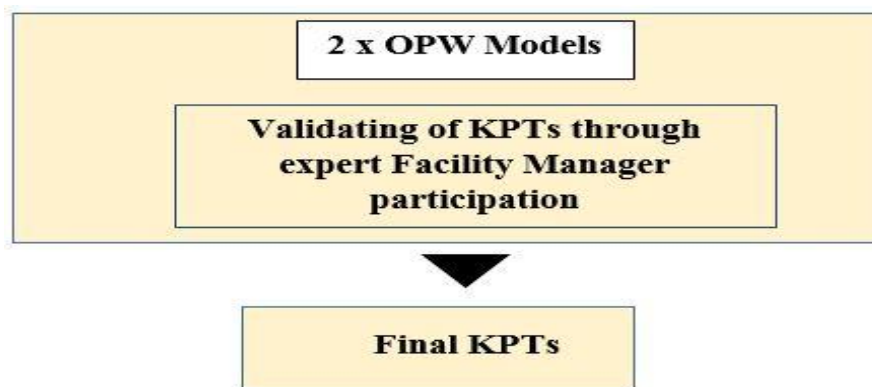 2 x OPW Models
Validating of KPTs through
expert Facility Manager
participation
Final KPTs